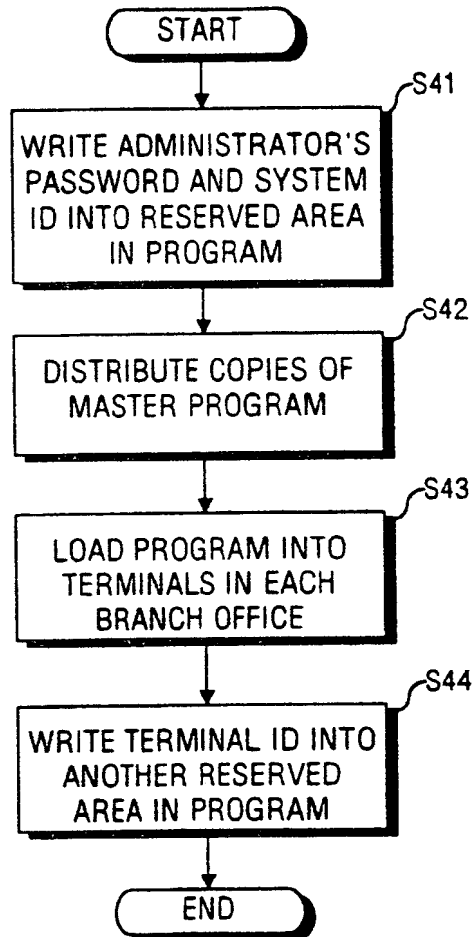 START
S41
WRITE ADMINISTRATOR'S
PASSWORD AND SYSTEM
ID INTO RESERVED AREA
IN PROGRAM
S42
DISTRIBUTE COPIES OF
MASTER PROGRAM
S43
LOAD PROGRAM INTO
TERMINALS IN EACH
BRANCH OFFICE
S44
WRITE TERMINAL ID INTO
ANOTHER RESERVED
AREA IN PROGRAM
END